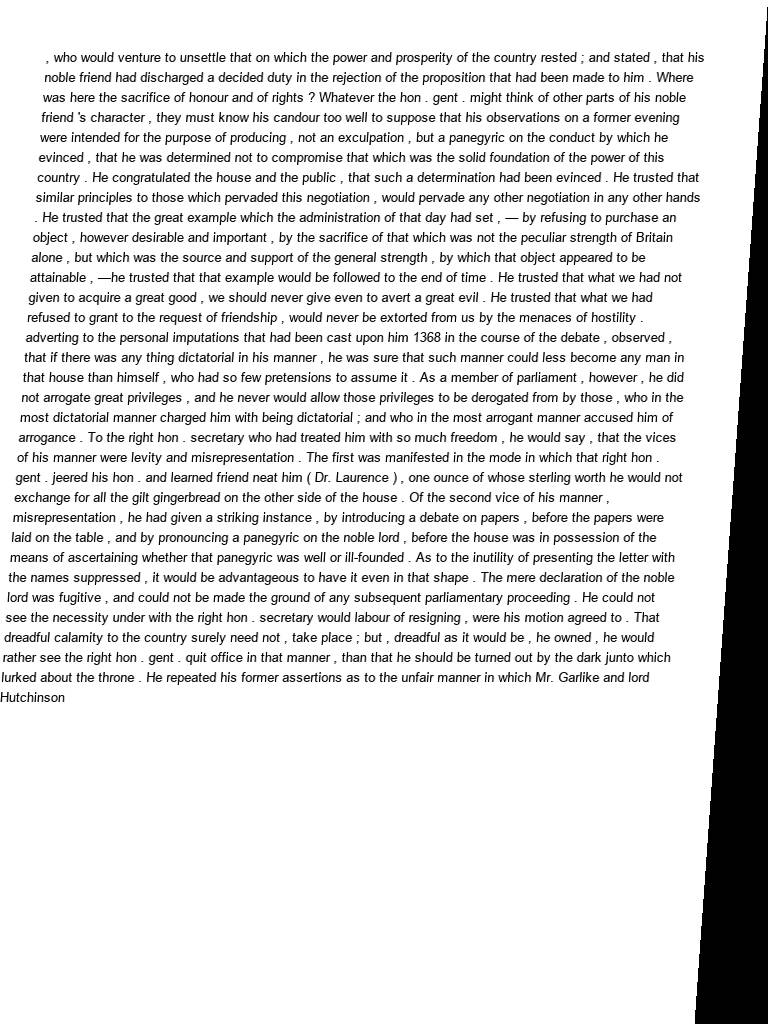 , who would venture to unsettle that on which the power and prosperity of the country rested ; and stated , that his
noble friend had discharged a decided duty in the rejection of the proposition that had been made to him . Where
was here the sacrifice of honour and of rights ? Whatever the hon . gent . might think of other parts of his noble
friend 's character , they must know his candour too well to suppose that his observations on a former evening
were intended for the purpose of producing , not an exculpation , but a panegyric on the conduct by which he
evinced , that he was determined not to compromise that which was the solid foundation of the power of this
country . He congratulated the house and the public , that such a determination had been evinced . He trusted that
similar principles to those which pervaded this negotiation , would pervade any other negotiation in any other hands
. He trusted that the great example which the administration of that day had set , — by refusing to purchase an
object , however desirable and important , by the sacrifice of that which was not the peculiar strength of Britain
alone , but which was the source and support of the general strength , by which that object appeared to be
attainable , —he trusted that that example would be followed to the end of time . He trusted that what we had not
given to acquire a great good , we should never give even to avert a great evil . He trusted that what we had
refused to grant to the request of friendship , would never be extorted from us by the menaces of hostility .
adverting to the personal imputations that had been cast upon him 1368 in the course of the debate , observed ,
that if there was any thing dictatorial in his manner , he was sure that such manner could less become any man in
that house than himself , who had so few pretensions to assume it . As a member of parliament , however , he did
not arrogate great privileges , and he never would allow those privileges to be derogated from by those , who in the
most dictatorial manner charged him with being dictatorial ; and who in the most arrogant manner accused him of
arrogance . To the right hon . secretary who had treated him with so much freedom , he would say , that the vices
of his manner were levity and misrepresentation . The first was manifested in the mode in which that right hon .
gent . jeered his hon . and learned friend neat him ( Dr. Laurence ) , one ounce of whose sterling worth he would not
exchange for all the gilt gingerbread on the other side of the house . Of the second vice of his manner ,
misrepresentation , he had given a striking instance , by introducing a debate on papers , before the papers were
laid on the table , and by pronouncing a panegyric on the noble lord , before the house was in possession of the
means of ascertaining whether that panegyric was well or ill-founded . As to the inutility of presenting the letter with
the names suppressed , it would be advantageous to have it even in that shape . The mere declaration of the noble
lord was fugitive , and could not be made the ground of any subsequent parliamentary proceeding . He could not
see the necessity under with the right hon . secretary would labour of resigning , were his motion agreed to . That
dreadful calamity to the country surely need not , take place ; but , dreadful as it would be , he owned , he would
rather see the right hon . gent . quit office in that manner , than that he should be turned out by the dark junto which
lurked about the throne . He repeated his former assertions as to the unfair manner in which Mr. Garlike and lord
Hutchinson